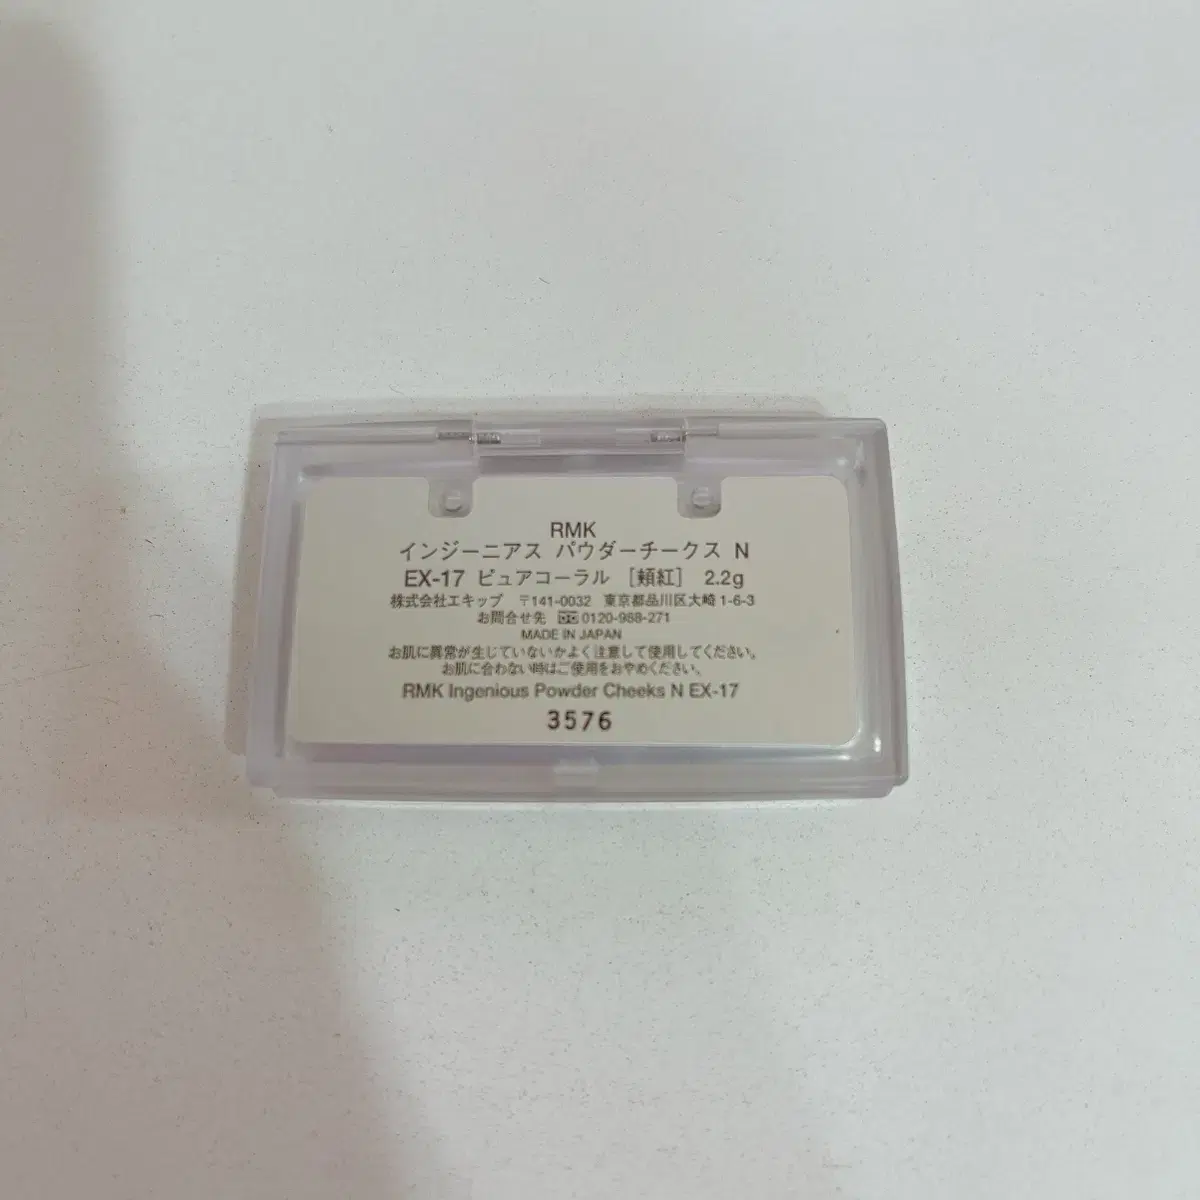 RMK
インジーニアス パウダーチークス N
EX-17 ピュアコーラル [頬紅] 2.2g
株式会社エキップ 〒141-0032 東京都品川区大崎1-6-3
お問合せ先 0120-988-271
MADE IN JAPAN
お肌に異常が生じていないかよく注意して使用してください。
お肌に合わない時はご使用をおやめください。
RMK Ingenious Powder Cheeks N EX-17
3576